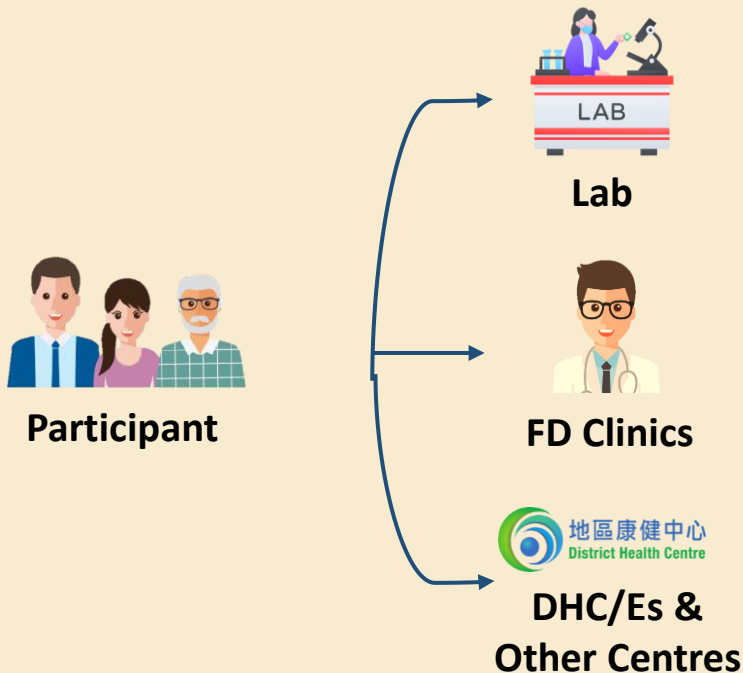 LAB
Lab
Participant
FD Clinics
地區康健中心
District Health Centre
DHC/Es &
Other Centres